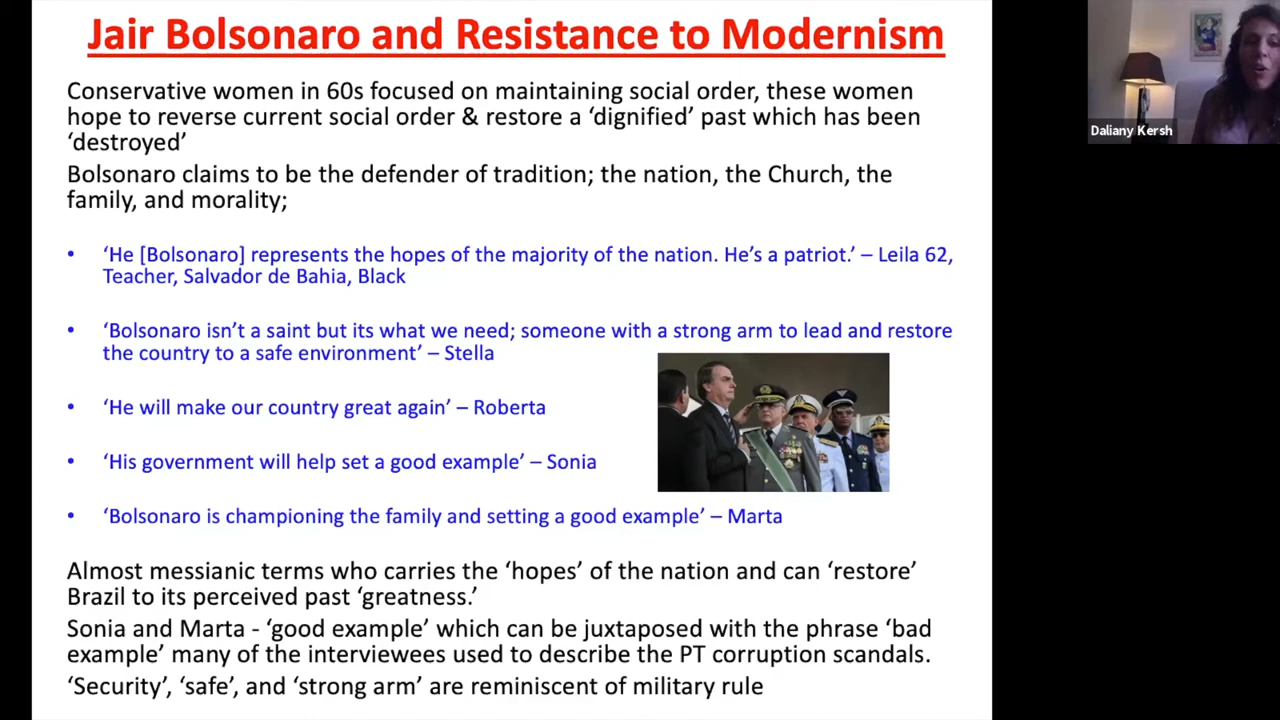 Jair Bolsonaro and Resistance to Modernism
Conservative women in 60s focused on maintaining social order, these women
hope to reverse current social order & restore a ‘dignified’ past which has been
‘destroyed’
Bolsonaro claims to be the defender of tradition; the nation, the Church, the
family, and morality;
• ‘He [Bolsonaro] represents the hopes of the majority of the nation. He’s a patriot.’ – Leila 62,
Teacher, Salvador de Bahia, Black
• ‘Bolsonaro isn’t a saint but its what we need; someone with a strong arm to lead and restore
the country to a safe environment’ – Stella
• ‘He will make our country great again’ – Roberta
• ‘His government will help set a good example’ – Sonia
• ‘Bolsonaro is championing the family and setting a good example’ – Marta
Almost messianic terms who carries the ‘hopes’ of the nation and can ‘restore’
Brazil to its perceived past ‘greatness.’
Sonia and Marta - ‘good example’ which can be juxtaposed with the phrase ‘bad
example’ many of the interviewees used to describe the PT corruption scandals.
‘Security’, ‘safe’, and ‘strong arm’ are reminiscent of military rule
Daliany Kersh